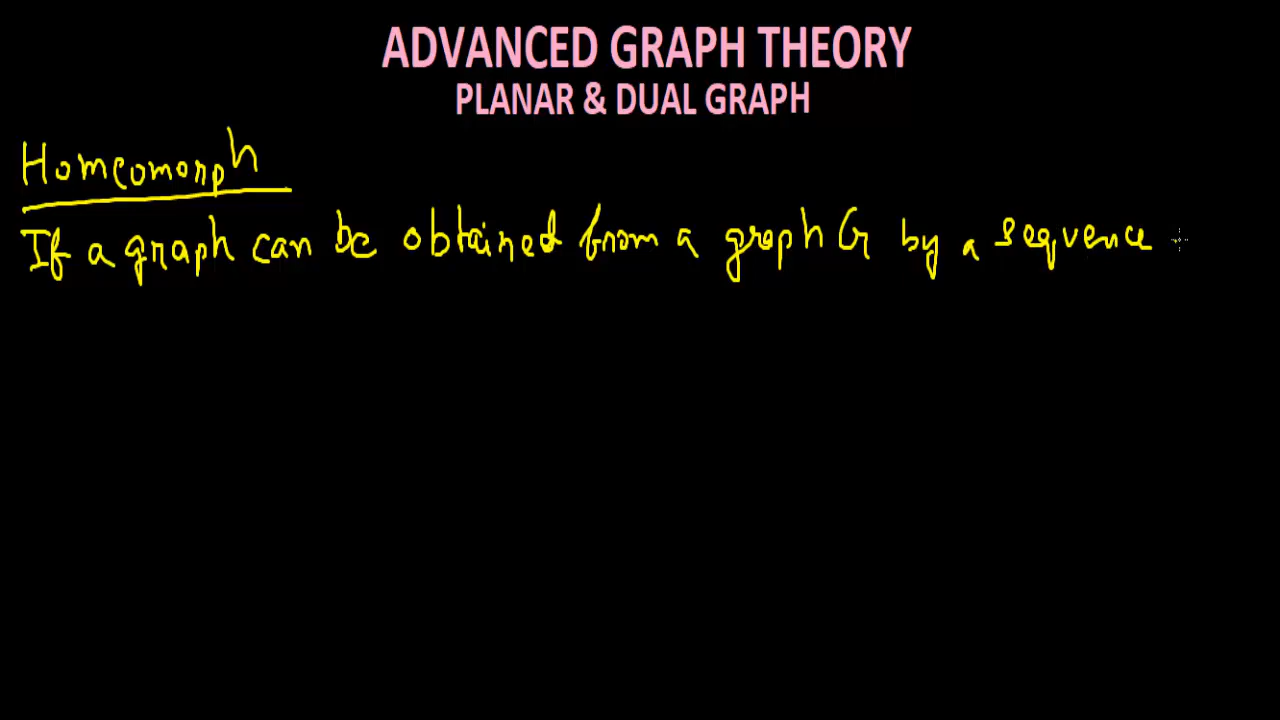 ADVANCED GRAPH THEORY
PLANAR & DUAL GRAPH
Homeomorph
If a graph can be obtained from a graph G by a sequence